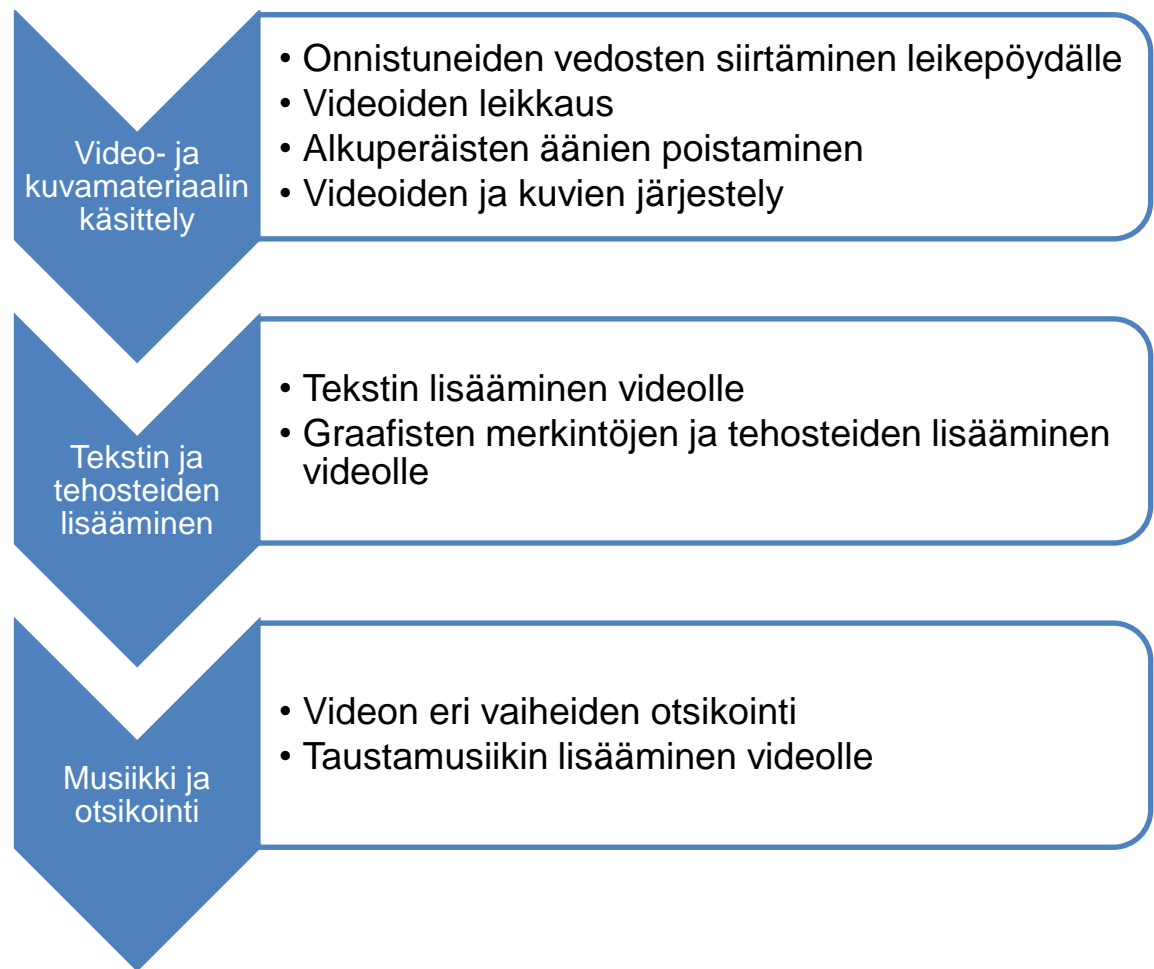 Video- ja
kuvamateriaalin
käsittely
• Onnistuneiden vedosten siirtäminen leikepöydälle
• Videoiden leikkaus
• Alkuperäisten äänien poistaminen
• Videoiden ja kuvien järjestely
Tekstin ja
tehosteiden
lisääminen
• Tekstin lisääminen videolle
• Graafisten merkintöjen ja tehosteiden lisääminen
videolle
Musiikki ja
otsikointi
• Videon eri vaiheiden otsikointi
• Taustamusiikin lisääminen videolle